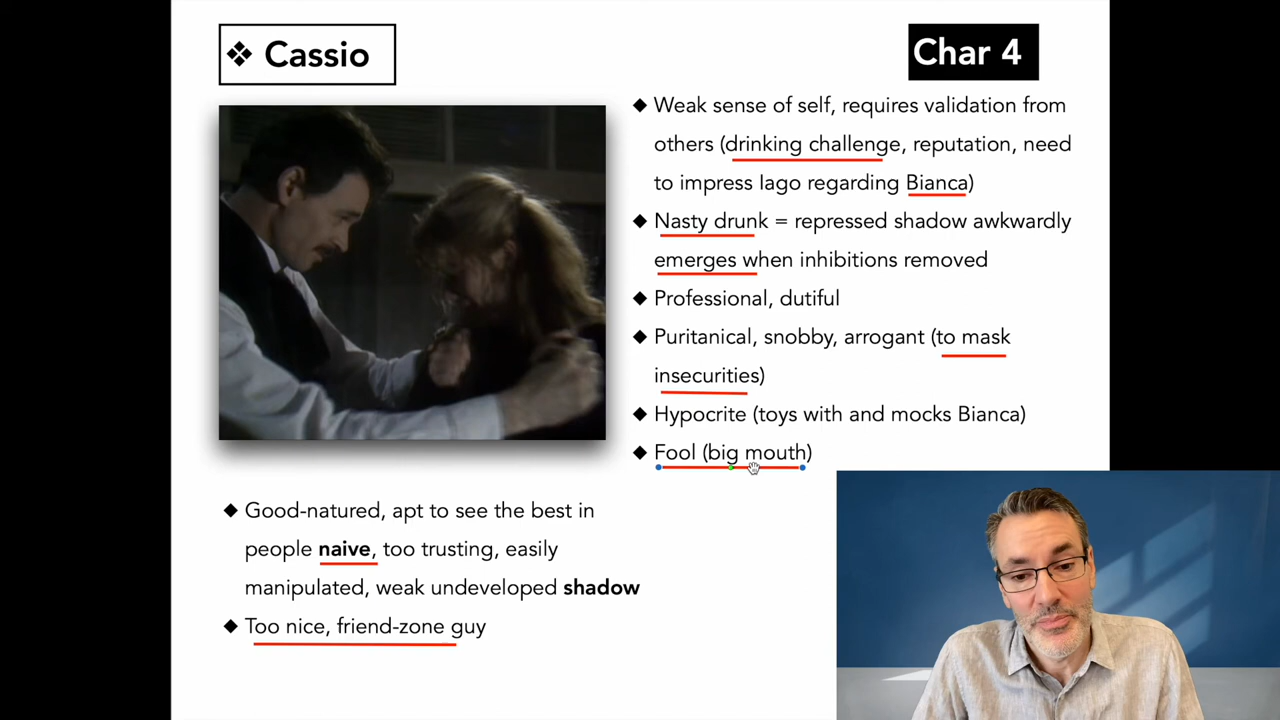 ❖ Cassio
Char 4
◆ Weak sense of self, requires validation from
others (drinking challenge, reputation, need
to impress Iago regarding Bianca)
◆ Nasty drunk = repressed shadow awkwardly
emerges when inhibitions removed
◆ Professional, dutiful
◆ Puritanical, snobby, arrogant (to mask
insecurities)
◆ Hypocrite (toys with and mocks Bianca)
◆ Fool (big mouth)
◆ Good-natured, apt to see the best in
people naive, too trusting, easily
manipulated, weak undeveloped shadow
◆ Too nice, friend-zone guy